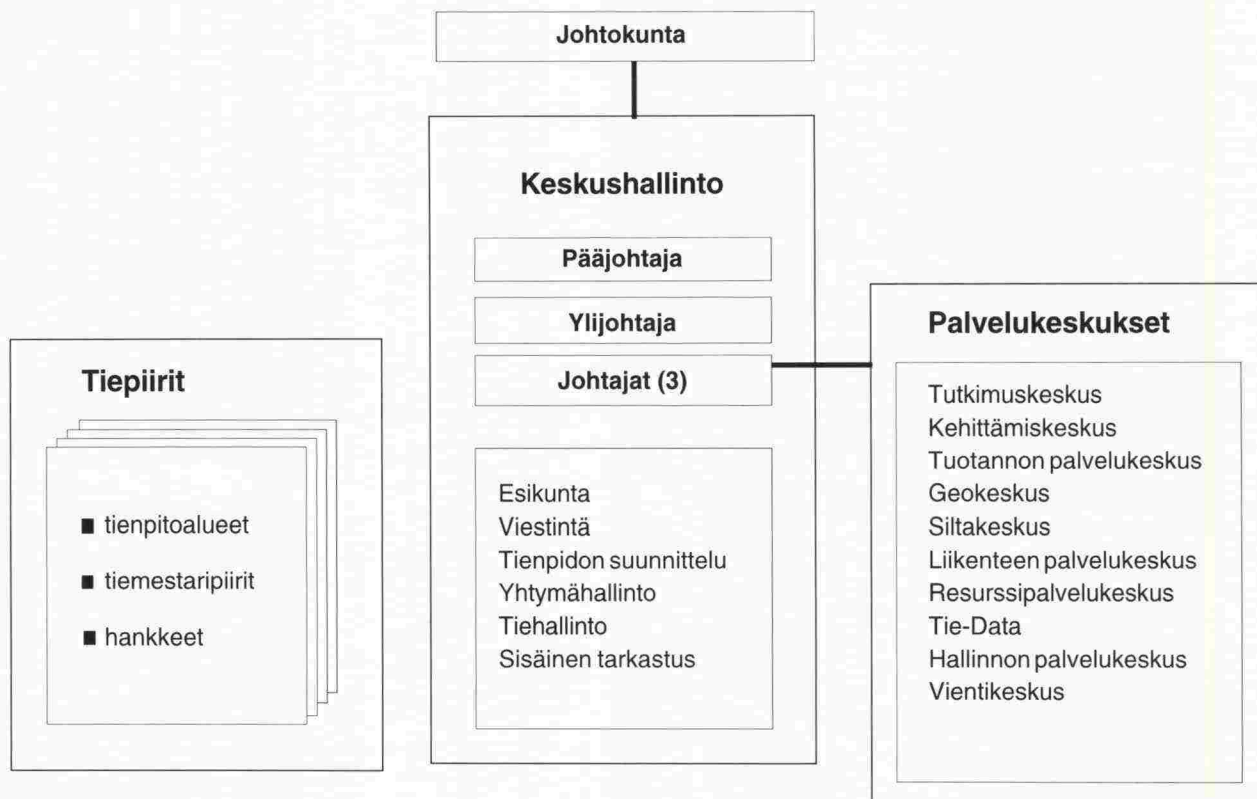 Johtokunta
Keskushallinto
Pääjohtaja
Ylijohtaja
Johtajat (3)
Esikunta
Viestintä
Tienpidon suunnittelu
Yhtymähallinto
Tiehallinto
Sisäinen tarkastus
Tiepiirit
■ tienpitoalueet
■ tiemestaripiirit
■ hankkeet
Palvelukeskukset
Tutkimuskeskus
Kehittämiskeskus
Tuotannon palvelukeskus
Geokeskus
Siltakeskus
Liikenteen palvelukeskus
Resurssipalvelukeskus
Tie-Data
Hallinnon palvelukeskus
Vientikeskus